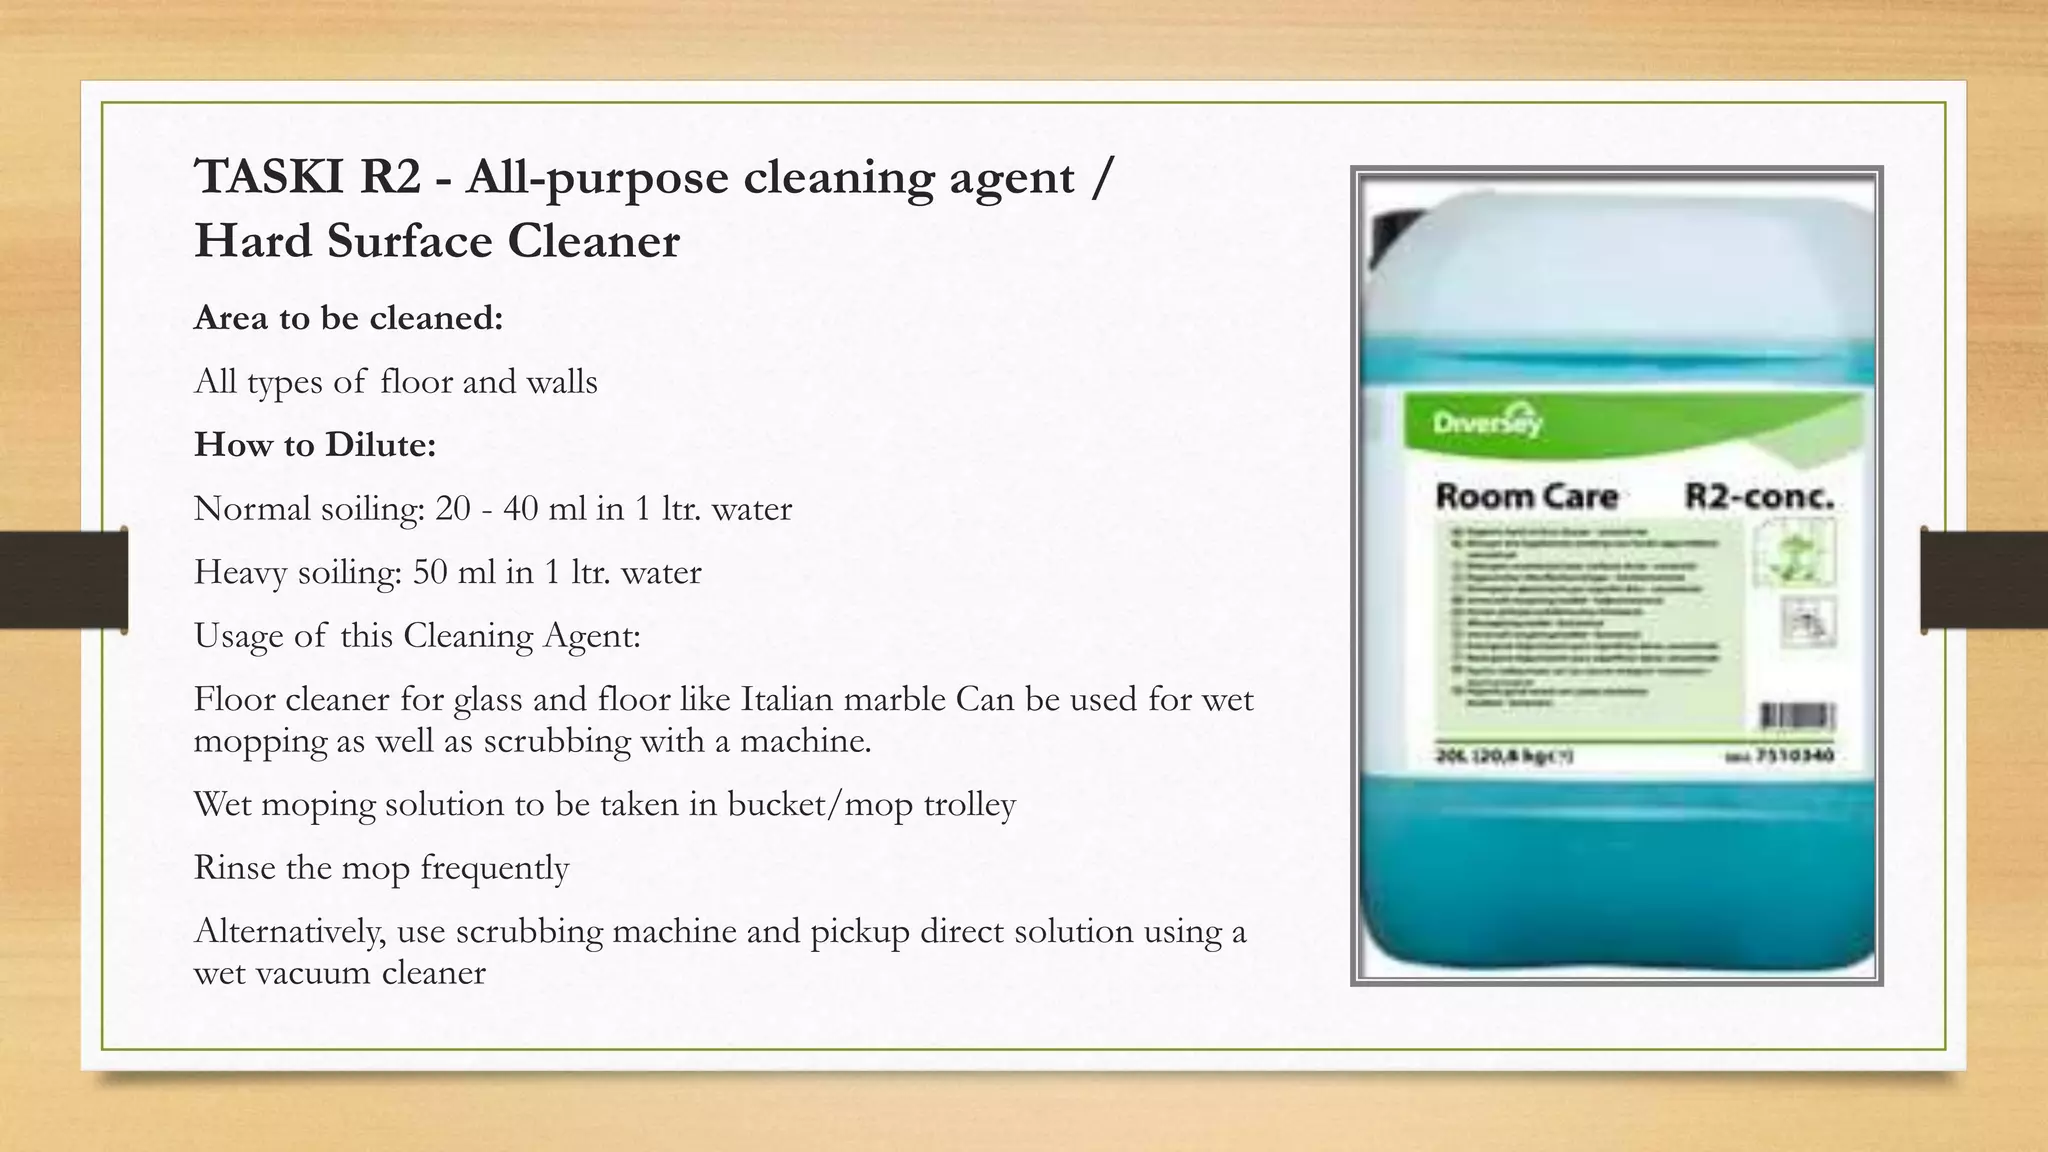 TASKI R2 - All-purpose cleaning agent /
Hard Surface Cleaner
Area to be cleaned:
All types of floor and walls
How to Dilute:
Normal soiling: 20 - 40 ml in 1 ltr. water
Heavy soiling: 50 ml in 1 ltr. water
Usage of this Cleaning Agent:
Floor cleaner for glass and floor like Italian marble Can be used for wet
mopping as well as scrubbing with a machine.
Wet moping solution to be taken in bucket/mop trolley
Rinse the mop frequently
Alternatively, use scrubbing machine and pickup direct solution using a
wet vacuum cleaner
Diversey
Room Care R2-conc.
20L (20,8 kg 7510340